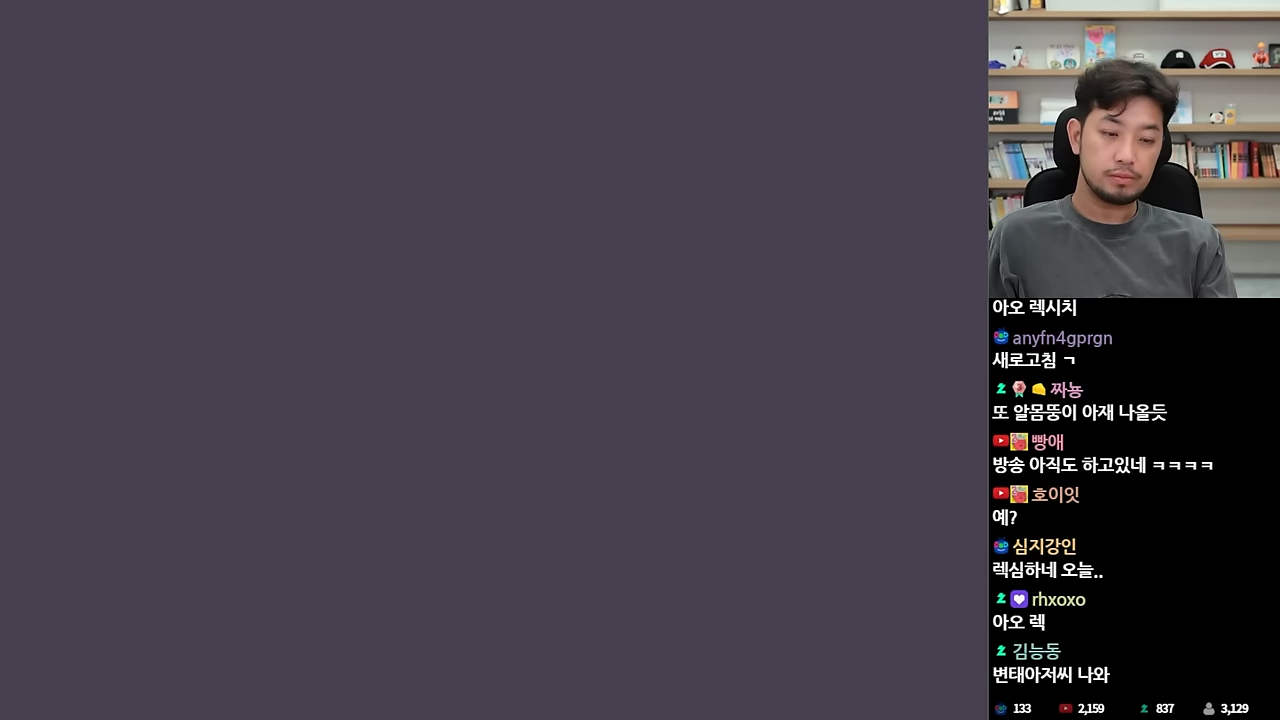 아오 렉시치
anyfn4gprgn
새로고침 ㄱ
짜뇽
또 알몸뚱이 아재 나올듯
빵애
방송 아직도 하고있네 ㅋㅋㅋㅋ
호이잇
예?
심지강인
렉심하네 오늘..
rhxoxo
아오 렉
김능동
변태아저씨 나와
133 2,159 837 3,129